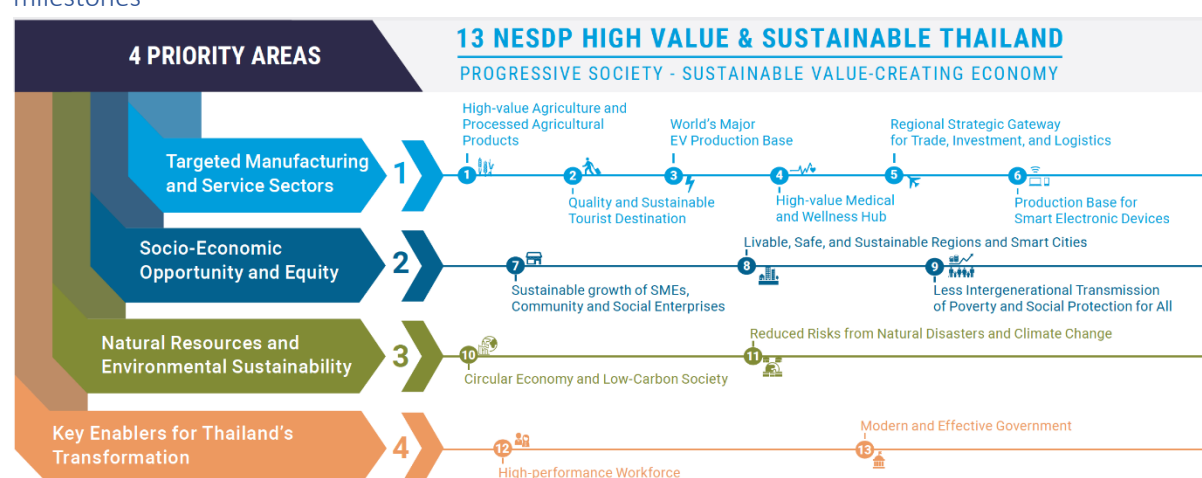 milestones
4 PRIORITY AREAS
13 NESDP HIGH VALUE & SUSTAINABLE THAILAND
PROGRESSIVE SOCIETY - SUSTAINABLE VALUE-CREATING ECONOMY
Targeted Manufacturing
and Service Sectors
1
High-value Agriculture and
Processed Agricultural
Products
1
2
Quality and Sustainable
Tourist Destination
World's Major
EV Production Base
3
4
High-value Medical
and Wellness Hub
Regional Strategic Gateway
for Trade, Investment, and Logistics
5
6
Production Base for
Smart Electronic Devices
Socio-Economic
Opportunity and Equity
2
7
Sustainable growth of SMEs,
Community and Social Enterprises
Livable, Safe, and Sustainable Regions and Smart Cities
8
9
Less Intergenerational Transmission
of Poverty and Social Protection for All
Natural Resources and
Environmental Sustainability
3
10
Circular Economy and Low-Carbon Society
Reduced Risks from Natural Disasters and Climate Change
11
Key Enablers for Thailand's
Transformation
4
12
High-performance Workforce
Modern and Effective Government
13